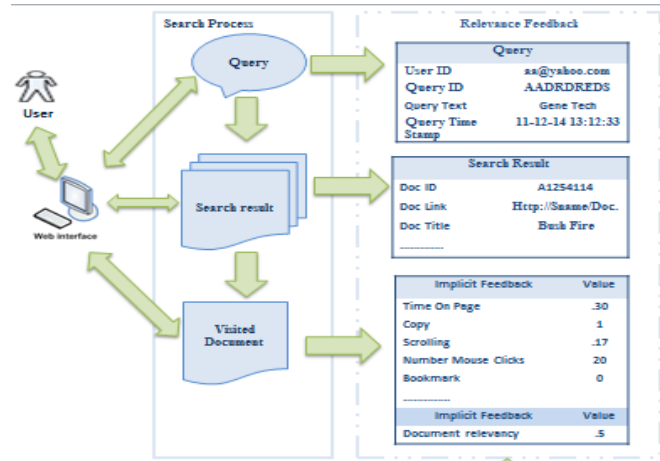 Search Process
Query
Search result
Visited
Document
User
Web interface
Relevance Feedback
Query
User ID aa@yahoo.com
Query ID AADRDREDS
Query Text Gene Tech
Query Time
Stamp 11-12-14 13:12:33
Search Result
Doc ID A1254114
Doc Link Http://Sname/Doc.
Doc Title Bush Fire
------------
Implicit Feedback Value
Time On Page .30
Copy 1
Scrolling .17
Number Mouse Clicks 20
Bookmark 0
------------
Implicit Feedback Value
Document relevancy .5